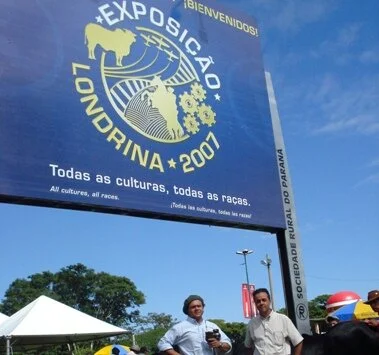 ¡BIENVENIDOS!
EXPOSIÇÃO
LONDRINA ★ 2007
Todas as culturas, todas as raças.
All cultures, all races.
¡Todas las culturas, todas las razas!
SOCIEDADE RURAL DO PARANÁ